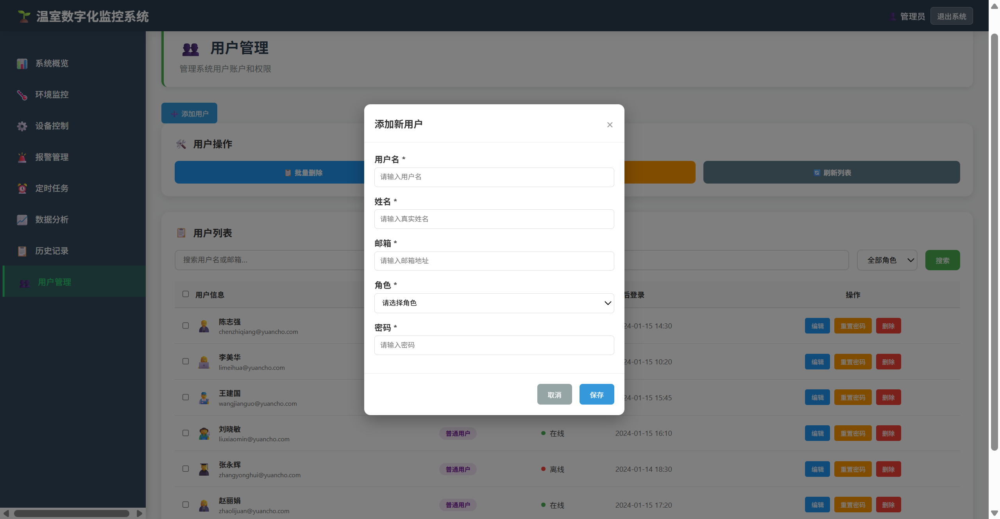 温室数字化监控系统
管理员
退出系统
系统概览
环境监控
设备控制
报警管理
定时任务
数据分析
历史记录
用户管理
用户管理
管理系统用户账户和权限
添加用户
用户操作
批量删除
刷新列表
用户列表
搜索用户名或邮箱...
全部角色
搜索
用户信息
后登录
操作
陈志强
chenzhiqiang@yuancho.com
24-01-15 14:30
编辑 重置密码 删除
李美华
limeihua@yuancho.com
24-01-15 10:20
编辑 重置密码 删除
王建国
wangjianguo@yuancho.com
24-01-15 15:45
编辑 重置密码 删除
刘晓敏
liuxiaomin@yuancho.com
普通用户
在线
2024-01-15 16:10
编辑 重置密码 删除
张永辉
zhangyonghui@yuancho.com
普通用户
离线
2024-01-14 18:30
编辑 重置密码 删除
赵丽娟
zhaolijuan@yuancho.com
普通用户
在线
2024-01-15 17:20
编辑 重置密码 删除
添加新用户
×
用户名 *
请输入用户名
姓名 *
请输入真实姓名
邮箱 *
请输入邮箱地址
角色 *
请选择角色
密码 *
请输入密码
取消 保存